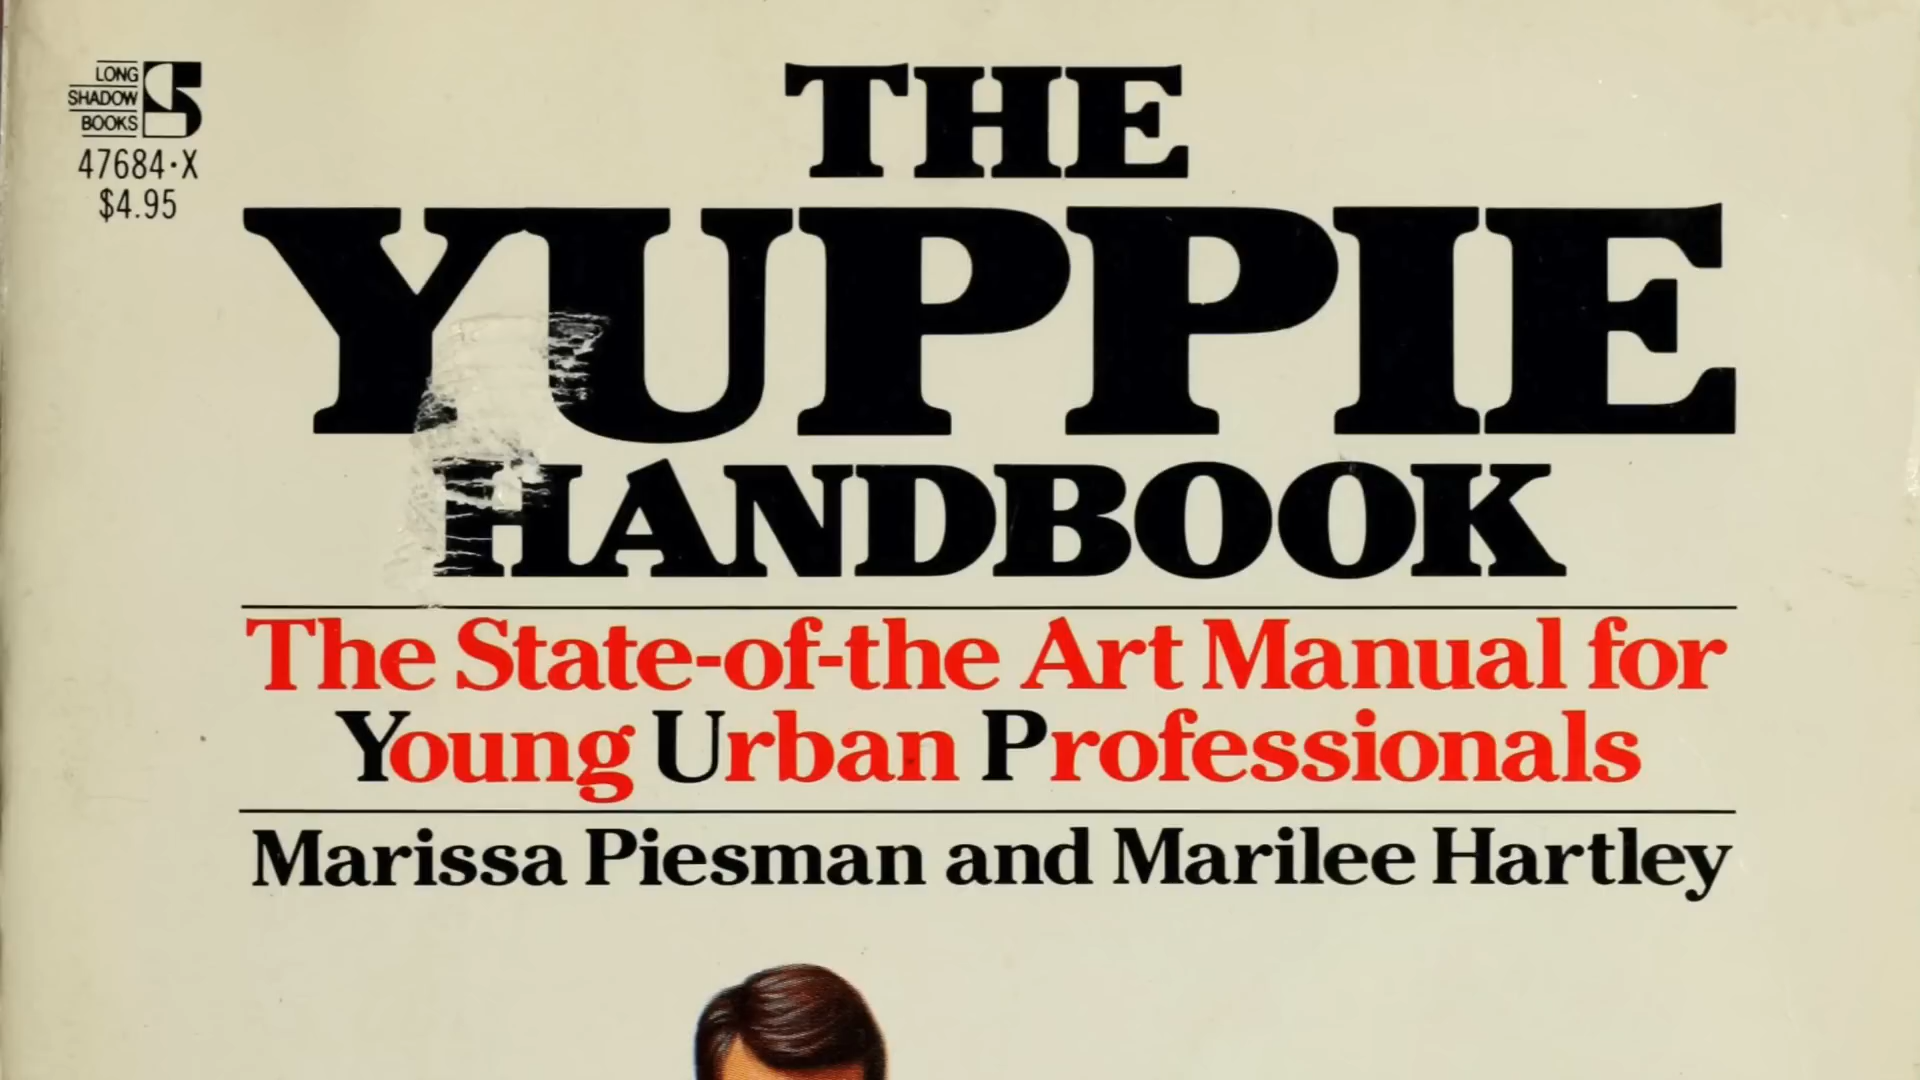 LONG
SHADOW
BOOKS
47684·X
$4.95
THE
YUPPIE
HANDBOOK
The State-of-the Art Manual for
Young Urban Professionals
Marissa Piesman and Marilee Hartley